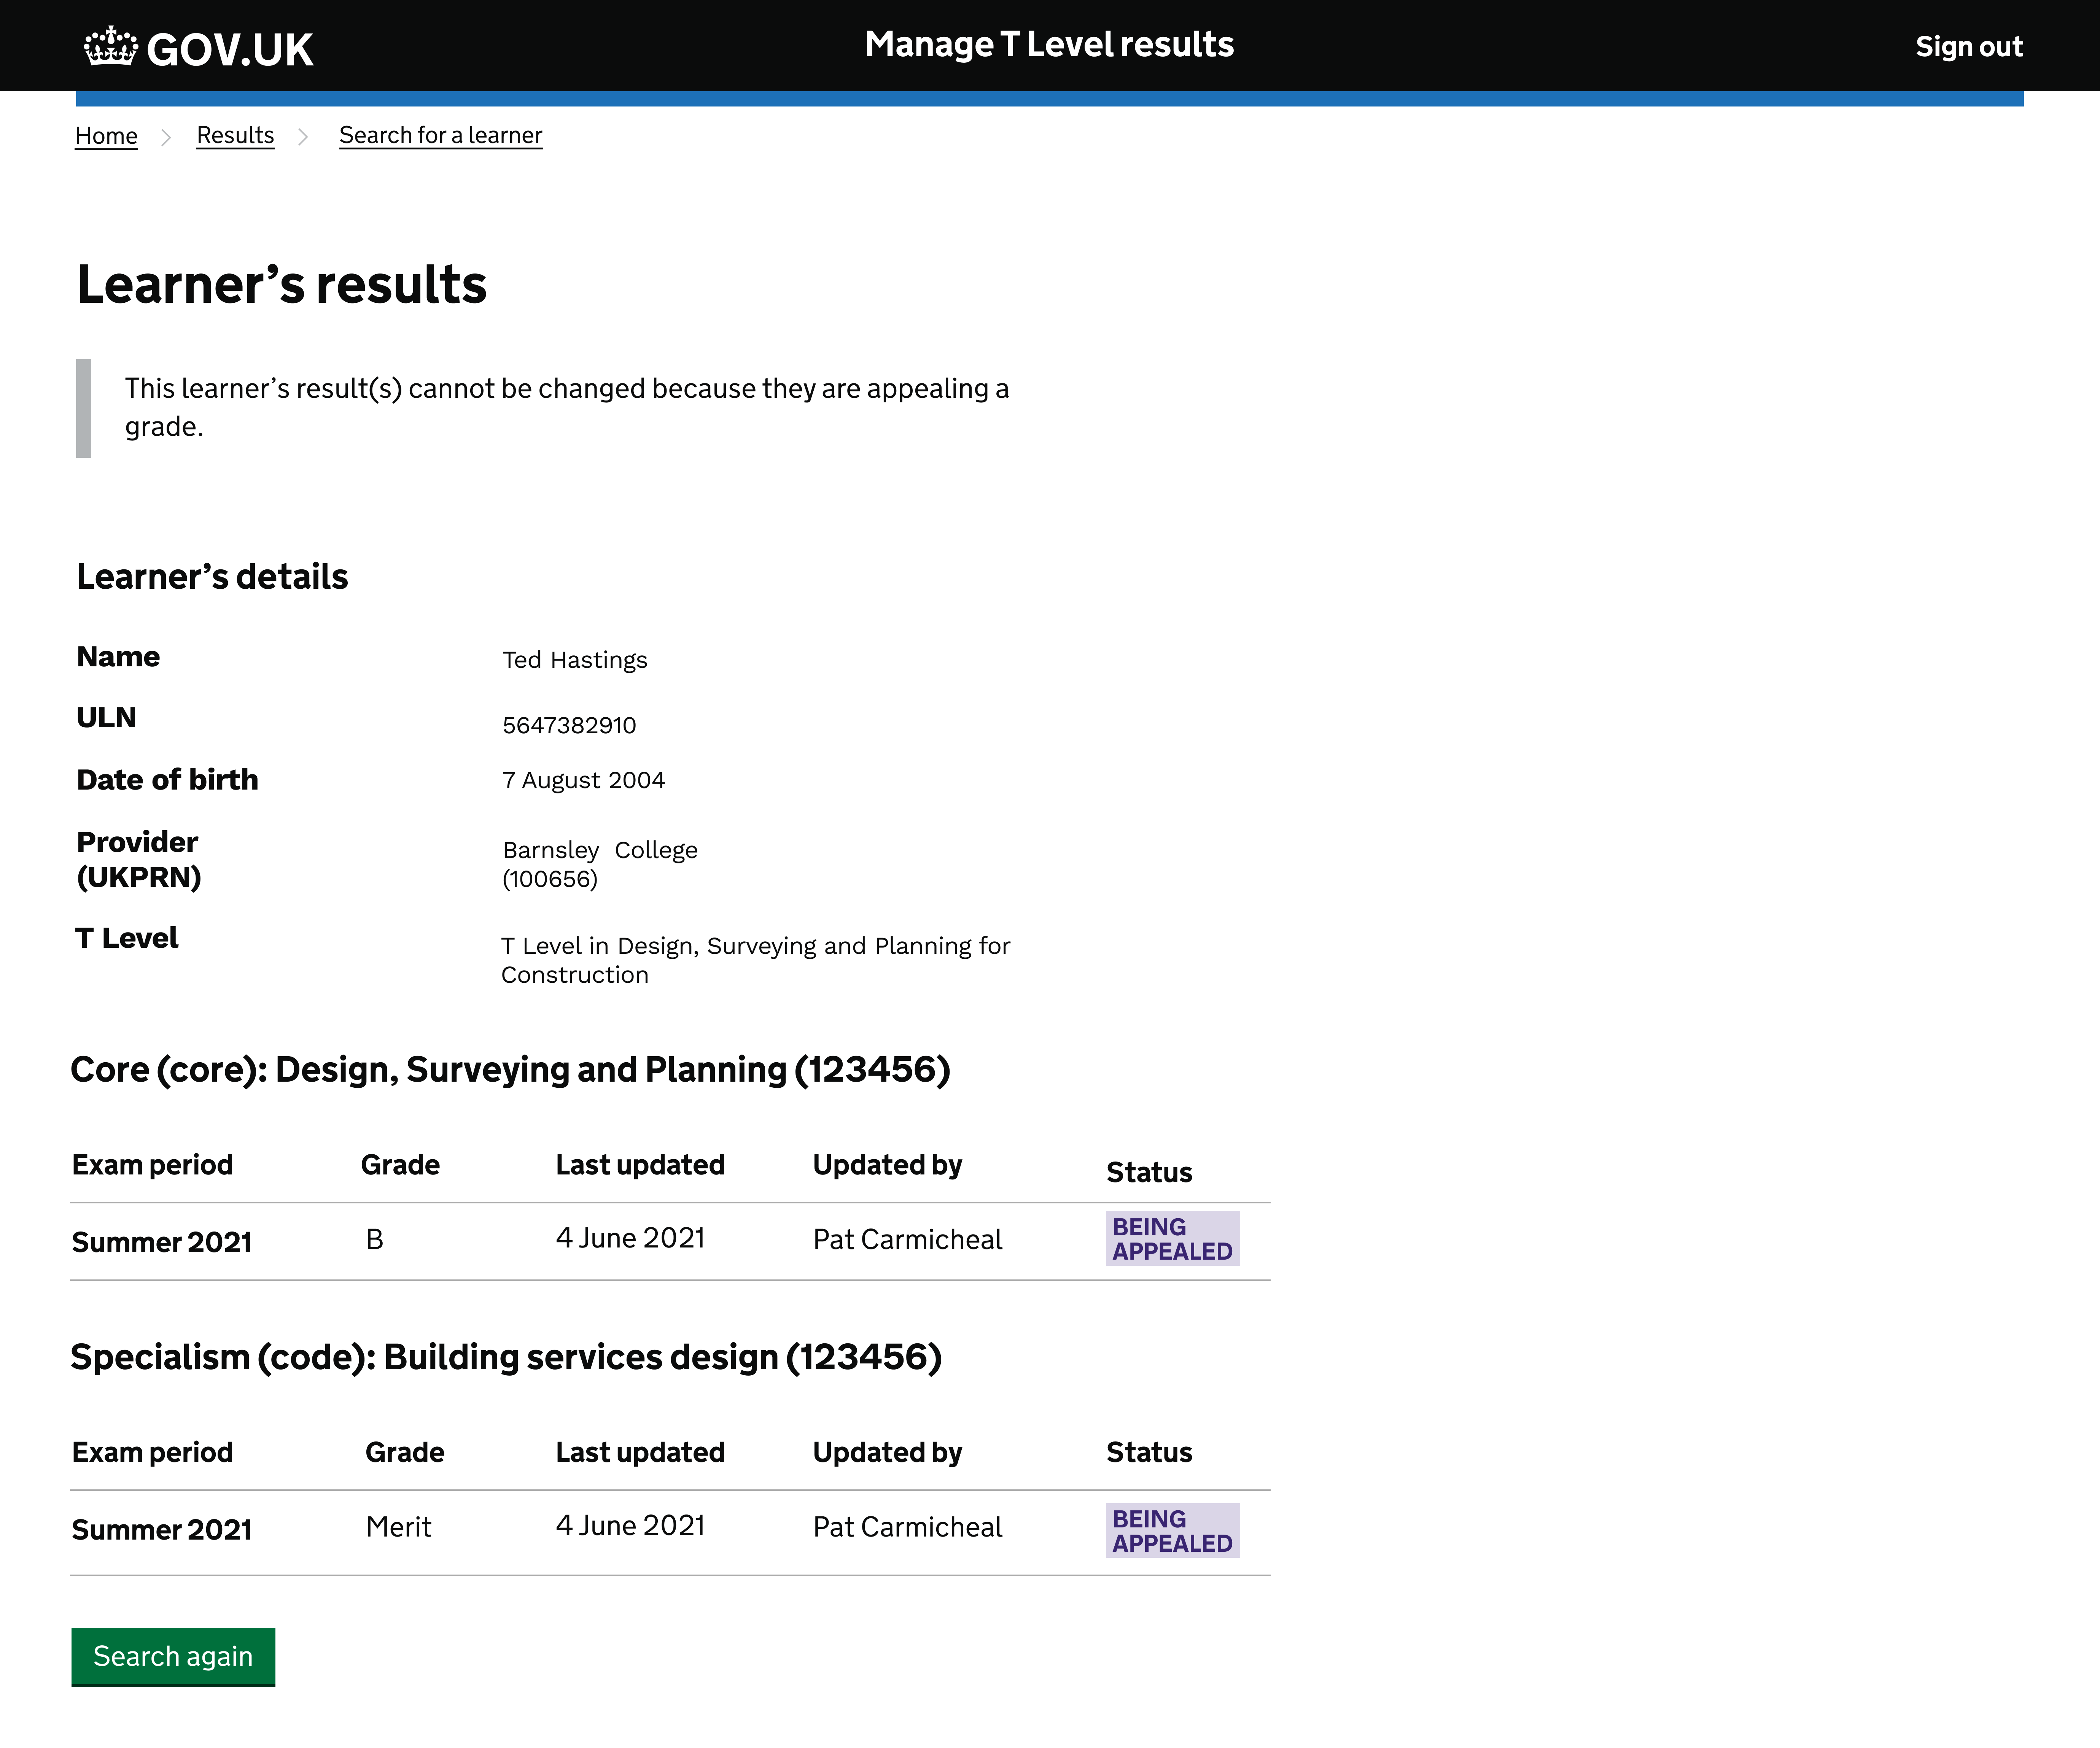 GOV.UK
Manage T Level results
Sign out
Home
Results
Search for a learner
Learner’s results
This learner’s result(s) cannot be changed because they are appealing a
grade.
Learner’s details
Name Ted Hastings
ULN 5647382910
Date of birth 7 August 2004
Provider
(UKPRN)
Barnsley College
(100656)
T Level
T Level in Design, Surveying and Planning for
Construction
Core (core): Design, Surveying and Planning (123456)
Exam period Grade Last updated Updated by Status
Summer 2021 B 4 June 2021 Pat Carmicheal BEING
APPEALED
Specialism (code): Building services design (123456)
Exam period Grade Last updated Updated by Status
Summer 2021 Merit 4 June 2021 Pat Carmicheal BEING
APPEALED
Search again